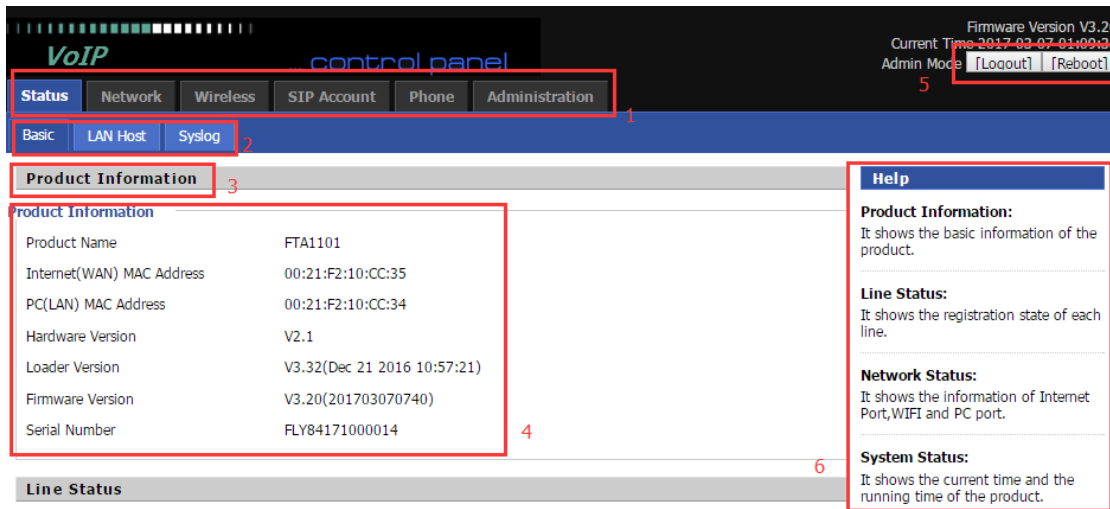 Firmware Version V3.2
Current Time 2017-03-07 01:09:3
VoIP
... control panel
Admin Mode [Logout] [Reboot]
5
Status Network Wireless SIP Account Phone Administration
1
Basic LAN Host Syslog
2
Product Information
3
Product Information
Product Name FTA1101
Internet(WAN) MAC Address 00:21:F2:10:CC:35
PC(LAN) MAC Address 00:21:F2:10:CC:34
Hardware Version V2.1
Loader Version V3.32(Dec 21 2016 10:57:21)
Firmware Version V3.20(201703070740)
Serial Number FLY84171000014
4
Line Status
6
Help
Product Information:
It shows the basic information of the
product.
Line Status:
It shows the registration state of each
line.
Network Status:
It shows the information of Internet
Port,WIFI and PC port.
System Status:
It shows the current time and the
running time of the product.